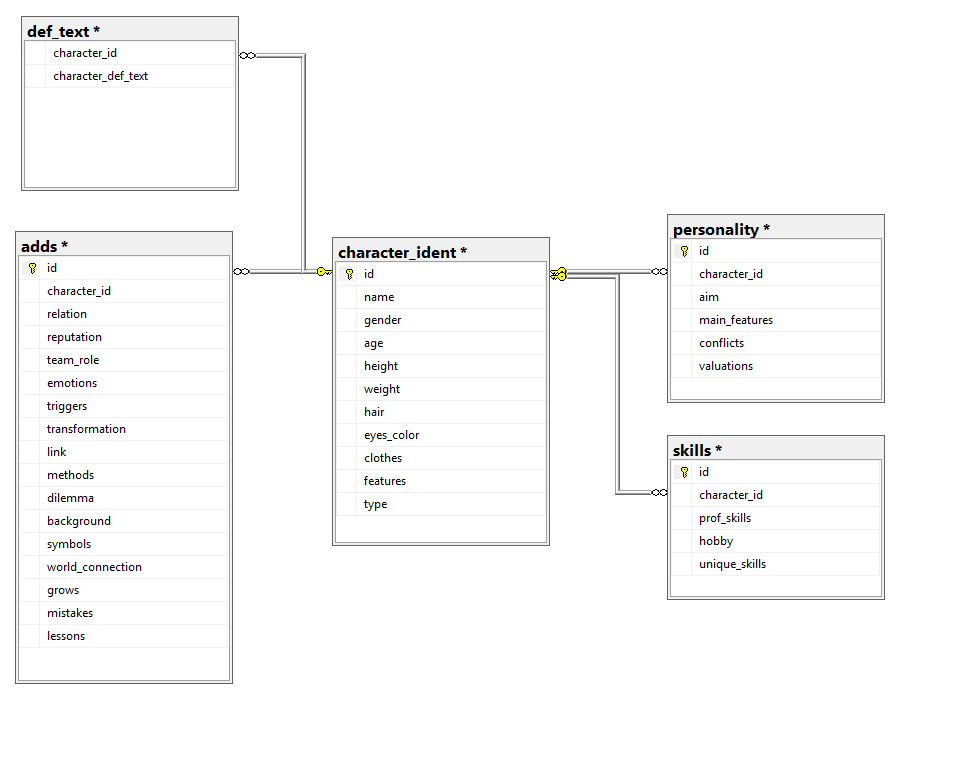 def_text *
character_id
character_def_text
adds *
id
character_id
relation
reputation
team_role
emotions
triggers
transformation
link
methods
dilemma
background
symbols
world_connection
grows
mistakes
lessons
character_ident *
id
name
gender
age
height
weight
hair
eyes_color
clothes
features
type
personality *
id
character_id
aim
main_features
conflicts
valuations
skills *
id
character_id
prof_skills
hobby
unique_skills